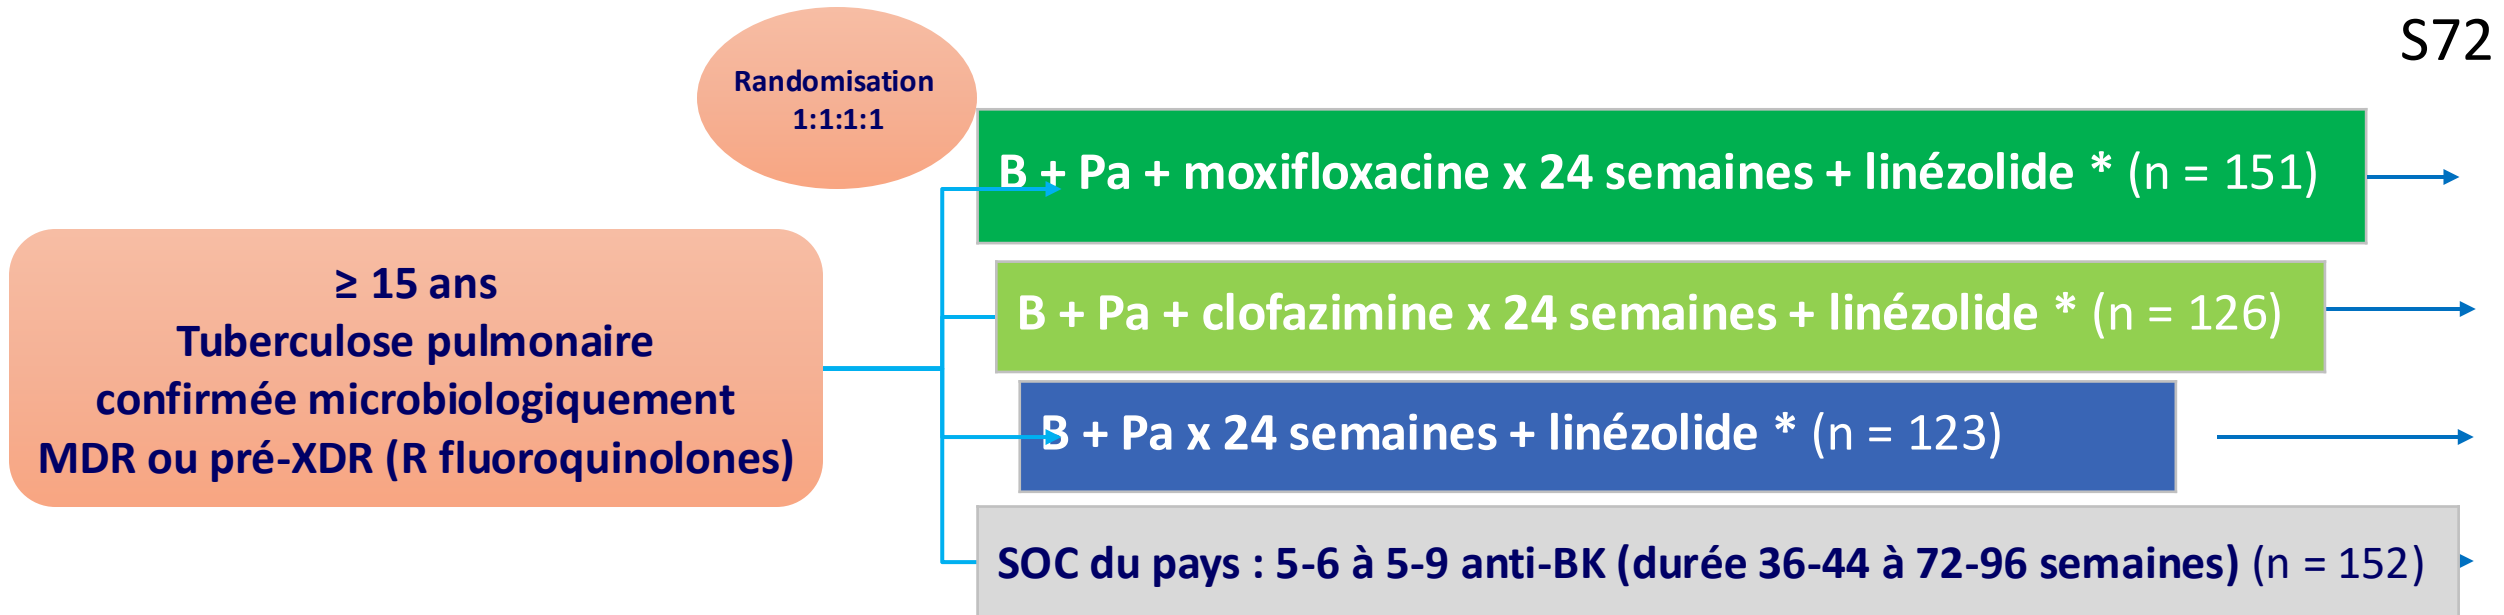 S72
Randomisation
1:1:1:1
B + Pa + moxifloxacine x 24 semaines + linézolide * (n = 151)
≥ 15 ans
Tuberculose pulmonaire
confirmée microbiologiquement
MDR ou pré-XDR (R fluoroquinolones)
B + Pa + clofazimine x 24 semaines + linézolide * (n = 126)
B + Pa x 24 semaines + linézolide * (n = 123)
SOC du pays : 5-6 à 5-9 anti-BK (durée 36-44 à 72-96 semaines) (n = 152)